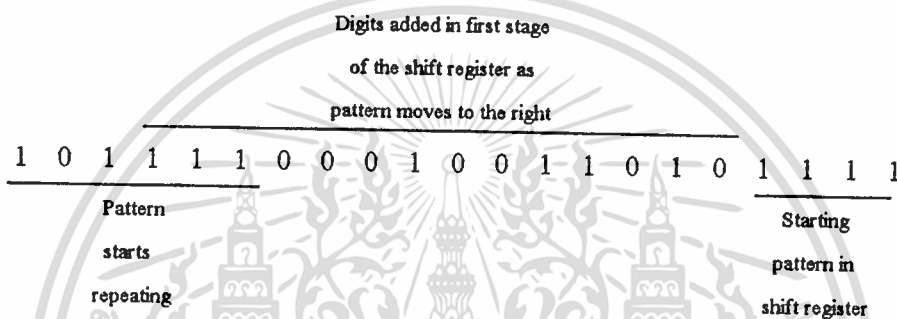 Digits added in first stage
of the shift register as
pattern moves to the right
1 0 1 1 1 1 0 0 0 1 0 0 1 1 0 1 0 1 1 1 1
Pattern
starts
repeating
Starting
pattern in
shift register